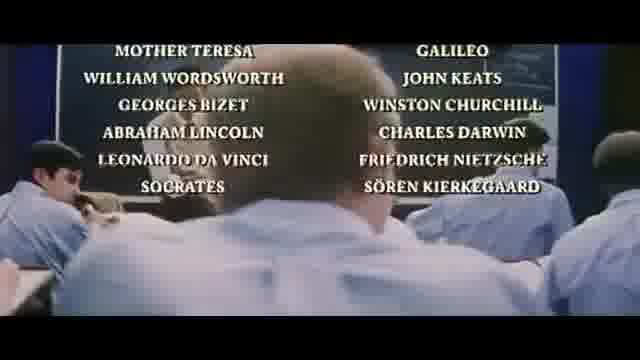 MOTHER TERESA GALILEO
WILLIAM WORDSWORTH JOHN KEATS
GEORGES BIZET WINSTON CHURCHILL
ABRAHAM LINCOLN CHARLES DARWIN
LEONARDO DA VINCI FRIEDRICH NIETZSCHE
SOCRATES SÖREN KIERKEGAARD